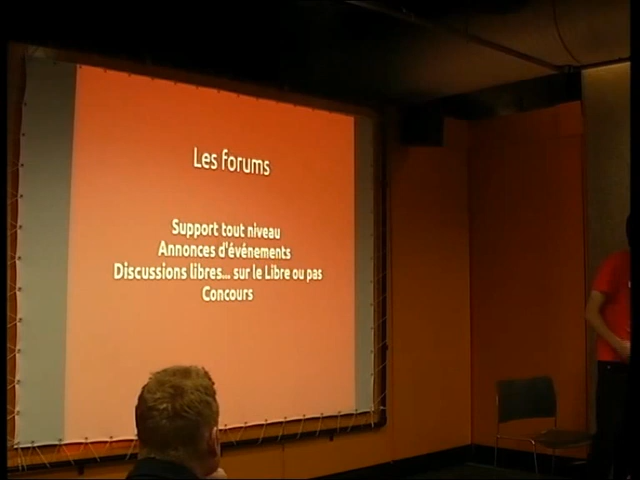 Les forums
Support tout niveau
Annonces d'événements
Discussions libres... sur le Libre ou pas
Concours